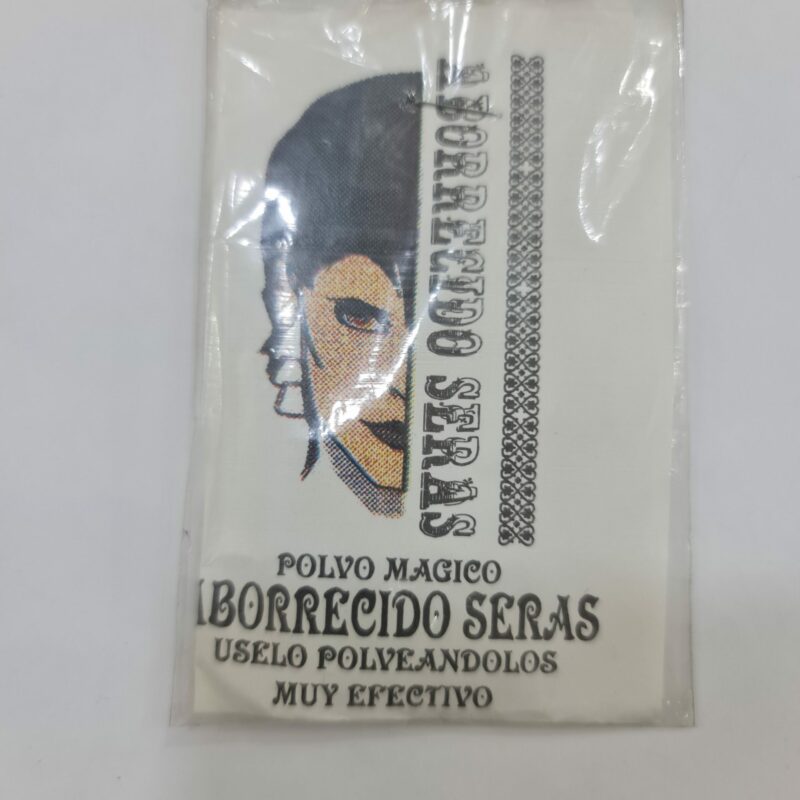 ABORRECIDO SERAS
POLVO MAGICO
ABORRECIDO SERAS
USELO POLVEANDOLOS
MUY EFECTIVO